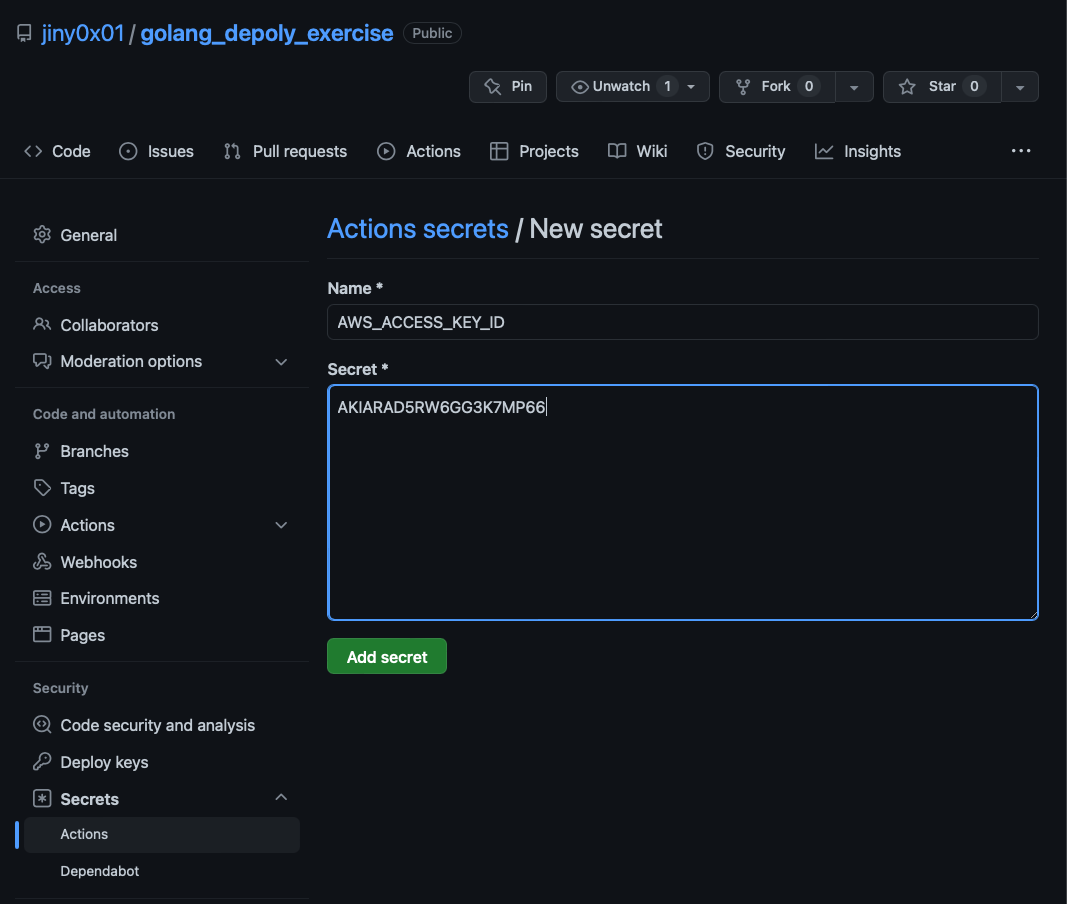 jiny0x01 / golang_depoly_exercise Public
Pin Unwatch 1 Fork 0 Star 0
Code Issues Pull requests Actions Projects Wiki Security Insights
General
Access
Collaborators
Moderation options
Code and automation
Branches
Tags
Actions
Webhooks
Environments
Pages
Security
Code security and analysis
Deploy keys
Secrets
Actions
Dependabot
Actions secrets / New secret
Name *
AWS_ACCESS_KEY_ID
Secret *
AKIARAD5RW6GG3K7MP66
Add secret